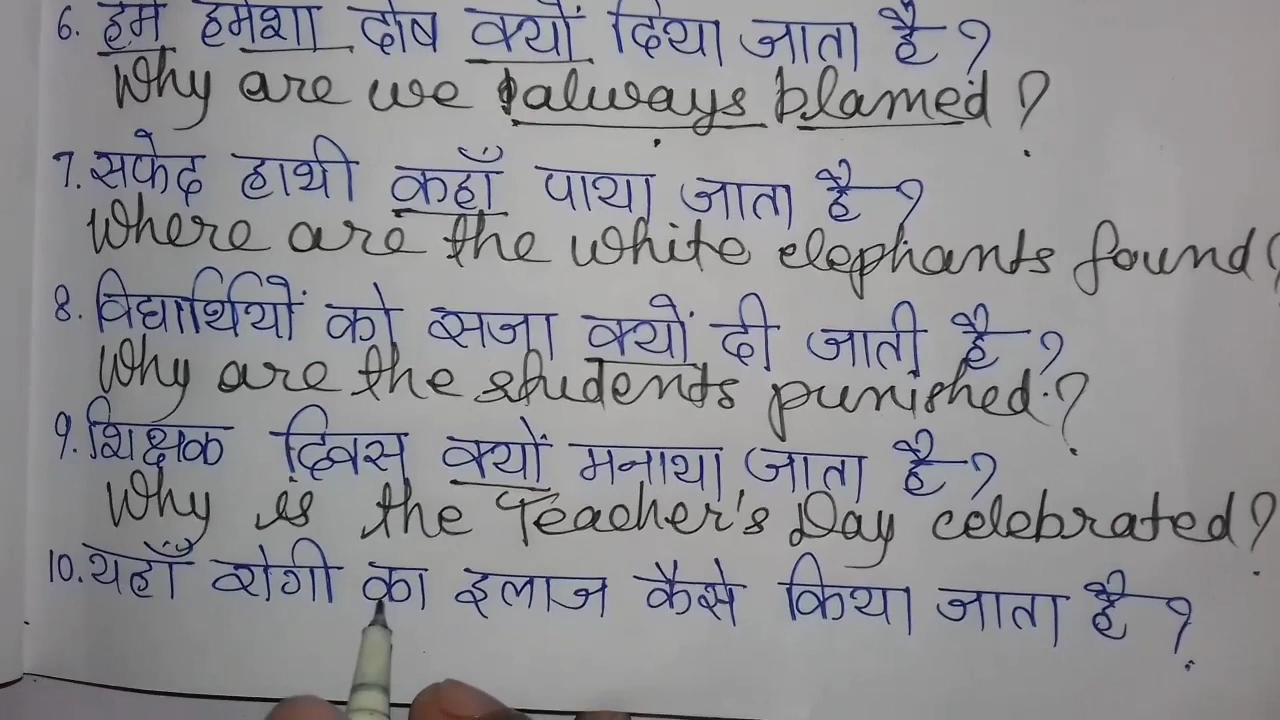 6. हमें हमेशा दोष क्यों दिया जाता है?
Why are we always blamed?
7. सफेद हाथी कहाँ पाया जाता है?
Where are the white elephants found?
8. विद्यार्थियों को सजा क्यों दी जाती है?
Why are the students punished?
9. शिक्षक दिवस क्यों मनाया जाता है?
Why is the Teacher's Day celebrated?
10. यहाँ रोगी का इलाज कैसे किया जाता है?